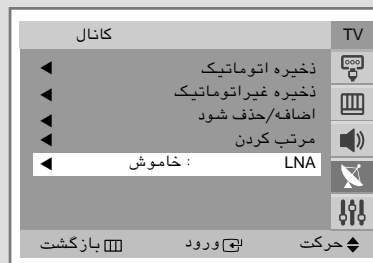 TV کانال
ذخیره اتوماتیک
ذخیره غیراتوماتیک
اضافه/حذف شود
مرتب کردن
LNA : خاموش
حرکت ورود بازگشت